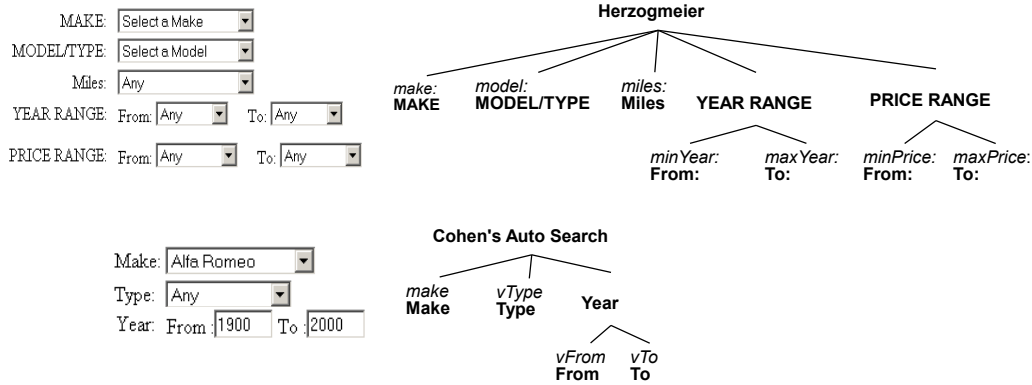 MAKE: Select a Make
MODEL/TYPE: Select a Model
Miles: Any
YEAR RANGE: From: Any To: Any
PRICE RANGE: From: Any To: Any
Herzogmeier
make: model: miles:
MAKE MODEL/TYPE Miles YEAR RANGE PRICE RANGE
minYear: maxYear: minPrice: maxPrice:
From: To: From: To:
Make: Alfa Romeo
Type: Any
Year: From : 1900 To : 2000
Cohen's Auto Search
make vType
Make Type Year
vFrom vTo
From To